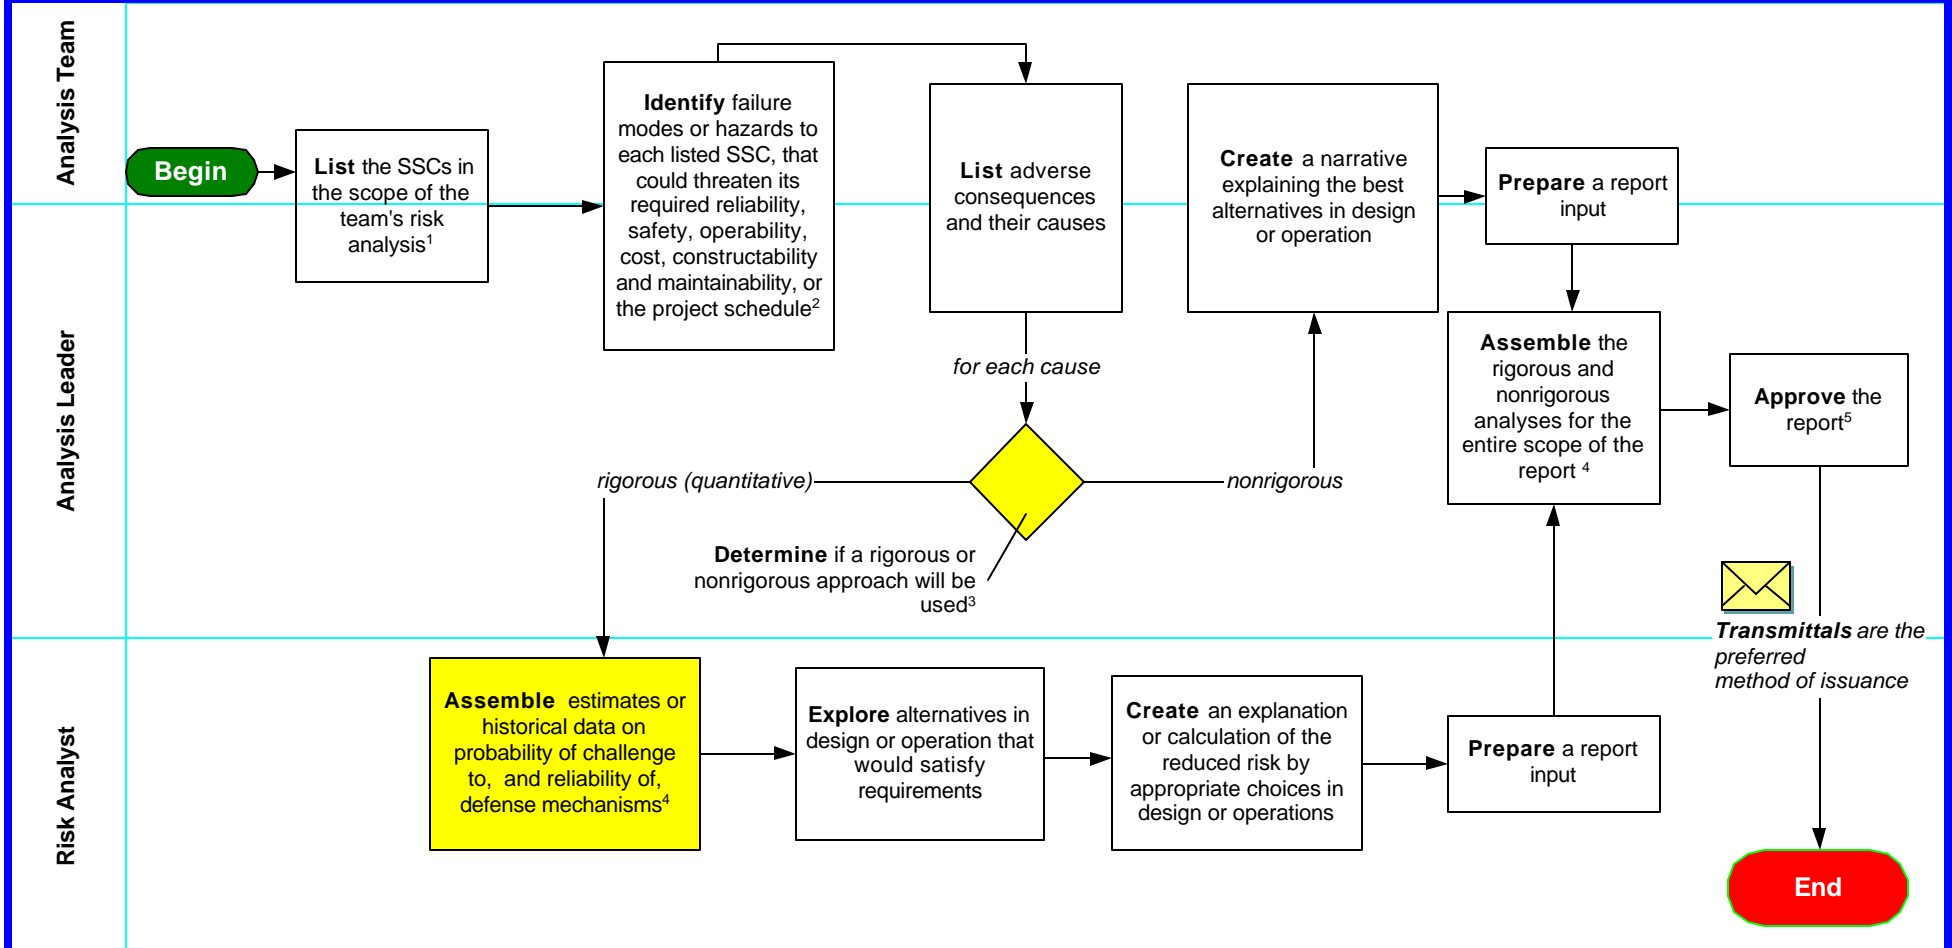 Analysis Team
Begin
List the SSCs in
the scope of the
team's risk
analysis1
Identify failure
modes or hazards to
each listed SSC, that
could threaten its
required reliability,
safety, operability,
cost, constructability
and maintainability, or
the project schedule2
List adverse
consequences
and their causes
Create a narrative
explaining the best
alternatives in design
or operation
Prepare a report
input
Analysis Leader
for each cause
rigorous (quantitative)
nonrigorous
Determine if a rigorous or
nonrigorous approach will be
used3
Assemble the
rigorous and
nonrigorous
analyses for the
entire scope of the
report 4
Approve the
report5
Transmittals are the
preferred
method of issuance
Risk Analyst
Assemble estimates or
historical data on
probability of challenge
to, and reliability of,
defense mechanisms4
Explore alternatives in
design or operation that
would satisfy
requirements
Create an explanation
or calculation of the
reduced risk by
appropriate choices in
design or operations
Prepare a report
input
End